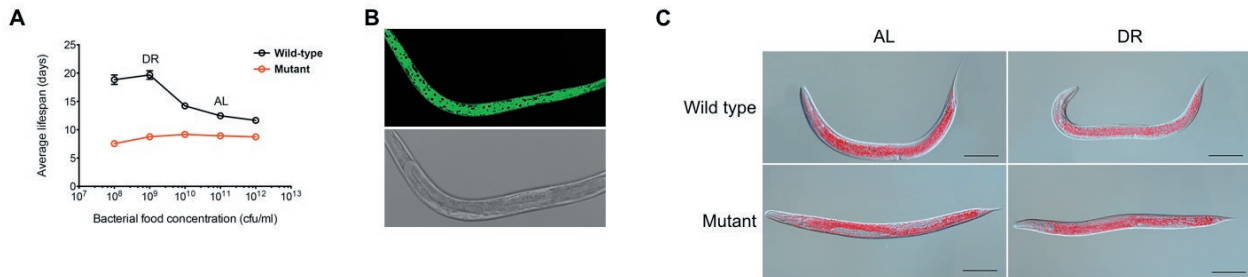 A
Average lifespan (days)
25
20
15
10
5
0
DR
AL
Wild-type
Mutant
10⁷
10⁸
10⁹
10¹⁰
10¹¹
10¹²
10¹³
Bacterial food concentration (cfu/ml)
B
C
AL
DR
Wild type
Mutant